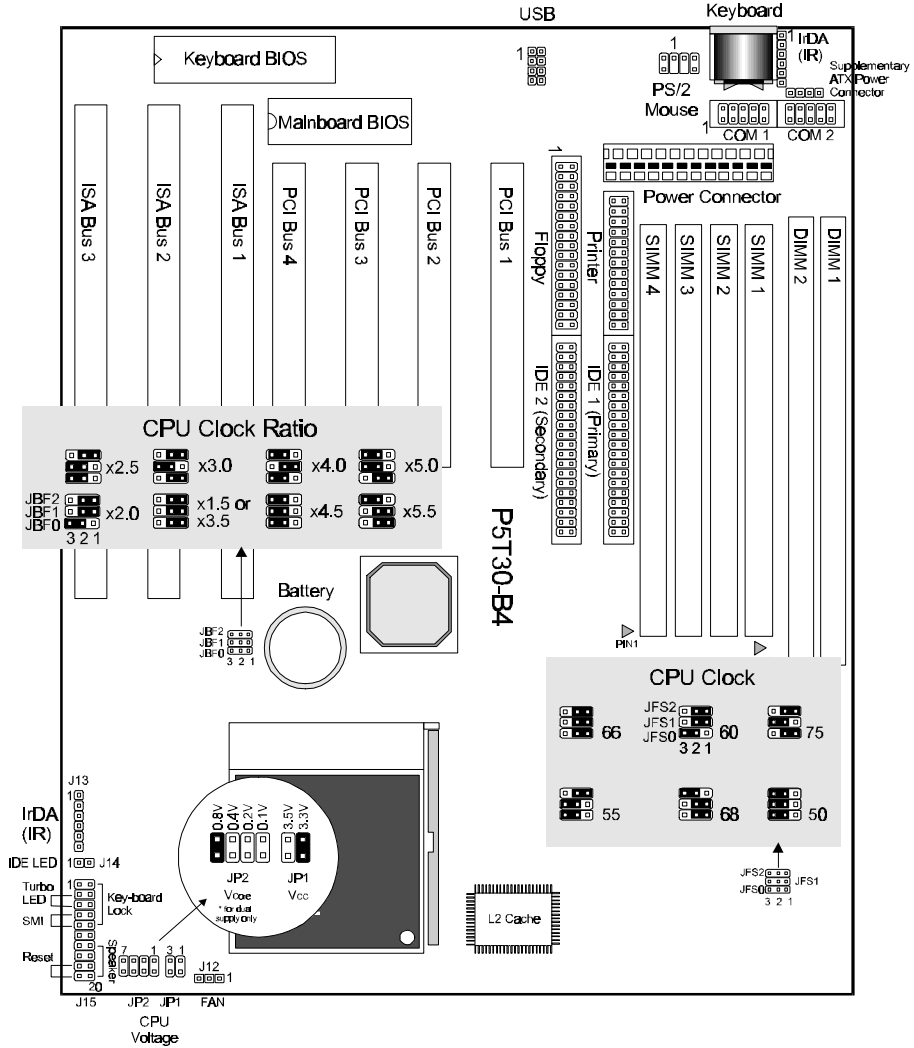 USB
Keyboard
1
1
1
IrDA
(IR)
Keyboard BIOS
Supplementary
ATX Power
Connector
PS/2
Mouse
Mainboard BIOS
1
COM 1
COM 2
1
Power Connector
ISA Bus 3
ISA Bus 2
ISA Bus 1
PCI Bus 4
PCI Bus 3
PCI Bus 2
PCI Bus 1
Floppy
Printer
SIMM 4
SIMM 3
SIMM 2
SIMM 1
DIMM 2
DIMM 1
IDE 2 (Secondary)
IDE 1 (Primary)
CPU Clock Ratio
x2.5
x3.0
x4.0
x5.0
JBF2
JBF1
JBF0
x2.0
x1.5 or
x3.5
x4.5
x5.5
3 2 1
P5T30-B4
Battery
JBF2
JBF1
JBF0
3 2 1
PIN1
CPU Clock
66
JFS2
JFS1
JFS0
60
3 2 1
75
55
68
50
JFS2
JFS1
JFS0
3 2 1
J13
1
IrDA
(IR)
IDE LED
1
J14
Turbo
LED
1
Key-board
Lock
SMI
Reset
Speaker
20
J15
0.8V
0.4V
0.2V
0.1V
3.5V
3.3V
JP2
JP1
Vcore
Vcc
* for dual
supply only
7 1
3 1
J12
1
JP2
JP1
FAN
CPU
Voltage
L2 Cache